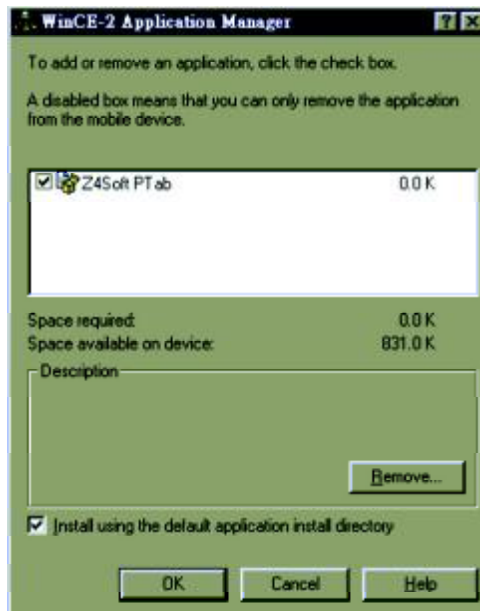 WinCE-2 Application Manager
To add or remove an application, click the check box.
A disabled box means that you can only remove the application
from the mobile device.
Z4Soft PTab 0.0 K
Space required: 0.0 K
Space available on device: 831.0 K
Description
Remove...
Install using the default application install directory
OK Cancel Help